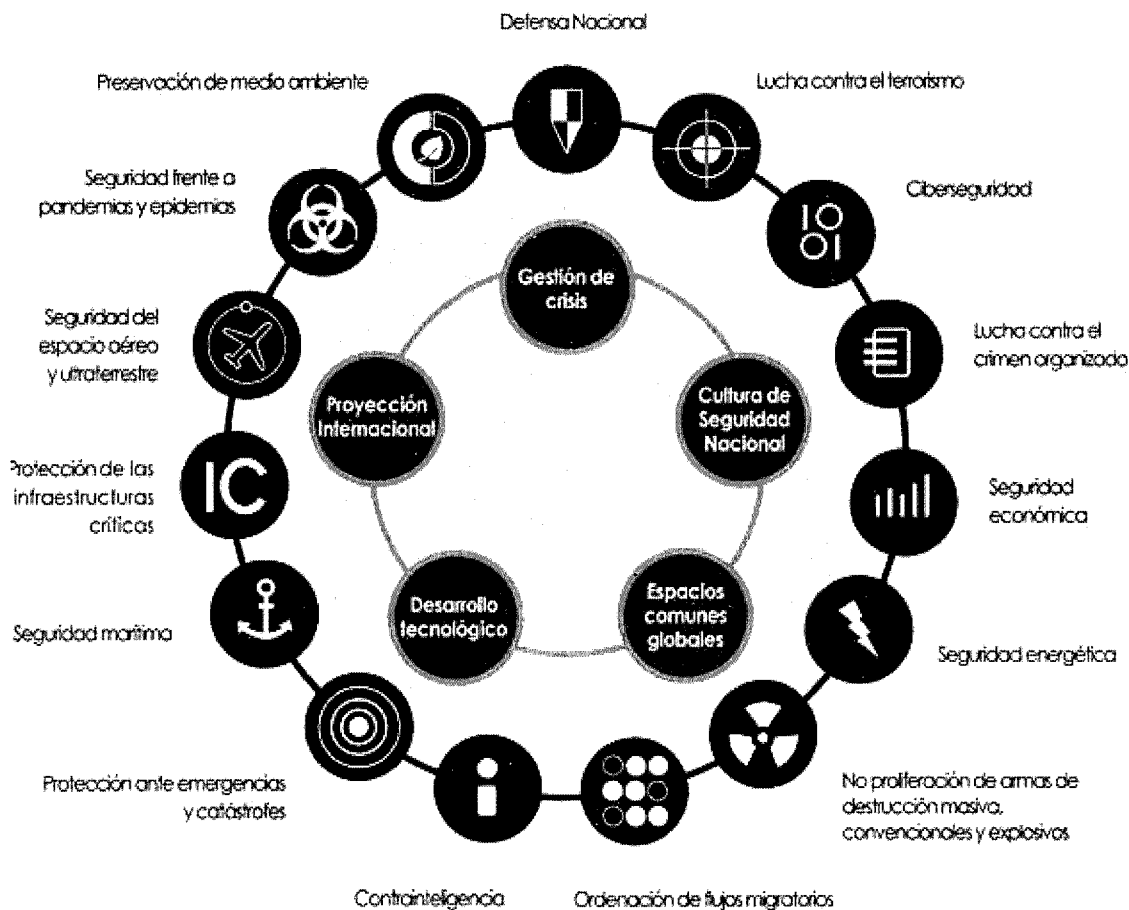 Defensa Nacional
Lucha contra el terrorismo
Ciberseguridad
Lucha contra el
crimen organizado
Seguridad
económica
Seguridad energética
No proliferación de armas de
destrucción masiva,
convencionales y explosivos
Ordenación de flujos migratorios
Contrainteligencia
Protección ante emergencias
y catástrofes
Seguridad marítima
Protección de las
infraestructuras
críticas
Seguridad del
espacio aéreo
y ultraterrestre
Seguridad frente a
pandemias y epidemias
Preservación de medio ambiente
10
01
IC
i
Gestión de
crisis
Cultura de
Seguridad
Nacional
Espacios
comunes
globales
Desarrollo
tecnológico
Proyección
Internacional